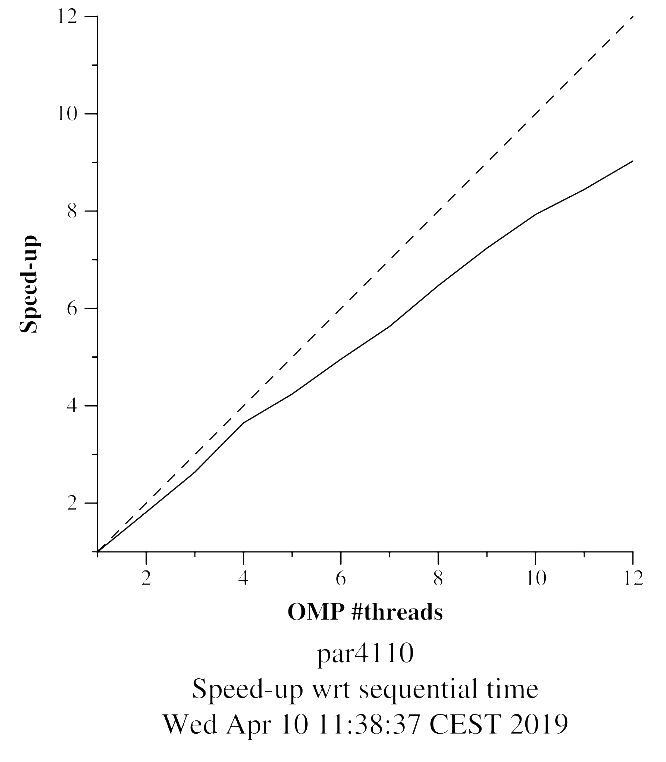 12
10
8
6
4
2
Speed-up
2 4 6 8 10 12
OMP #threads
par4110
Speed-up wrt sequential time
Wed Apr 10 11:38:37 CEST 2019